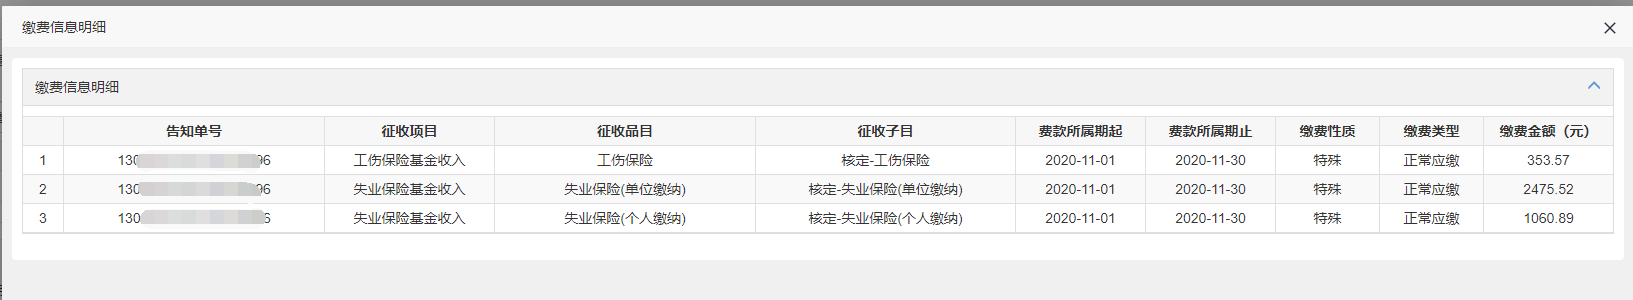 缴费信息明细
缴费信息明细
告知单号 征收项目 征收品目 征收子目 费款所属期起 费款所属期止 缴费性质 缴费类型 缴费金额（元）
1 130 96 工伤保险基金收入 工伤保险 核定-工伤保险 2020-11-01 2020-11-30 特殊 正常应缴 353.57
2 130 96 失业保险基金收入 失业保险(单位缴纳) 核定-失业保险(单位缴纳) 2020-11-01 2020-11-30 特殊 正常应缴 2475.52
3 130 6 失业保险基金收入 失业保险(个人缴纳) 核定-失业保险(个人缴纳) 2020-11-01 2020-11-30 特殊 正常应缴 1060.89